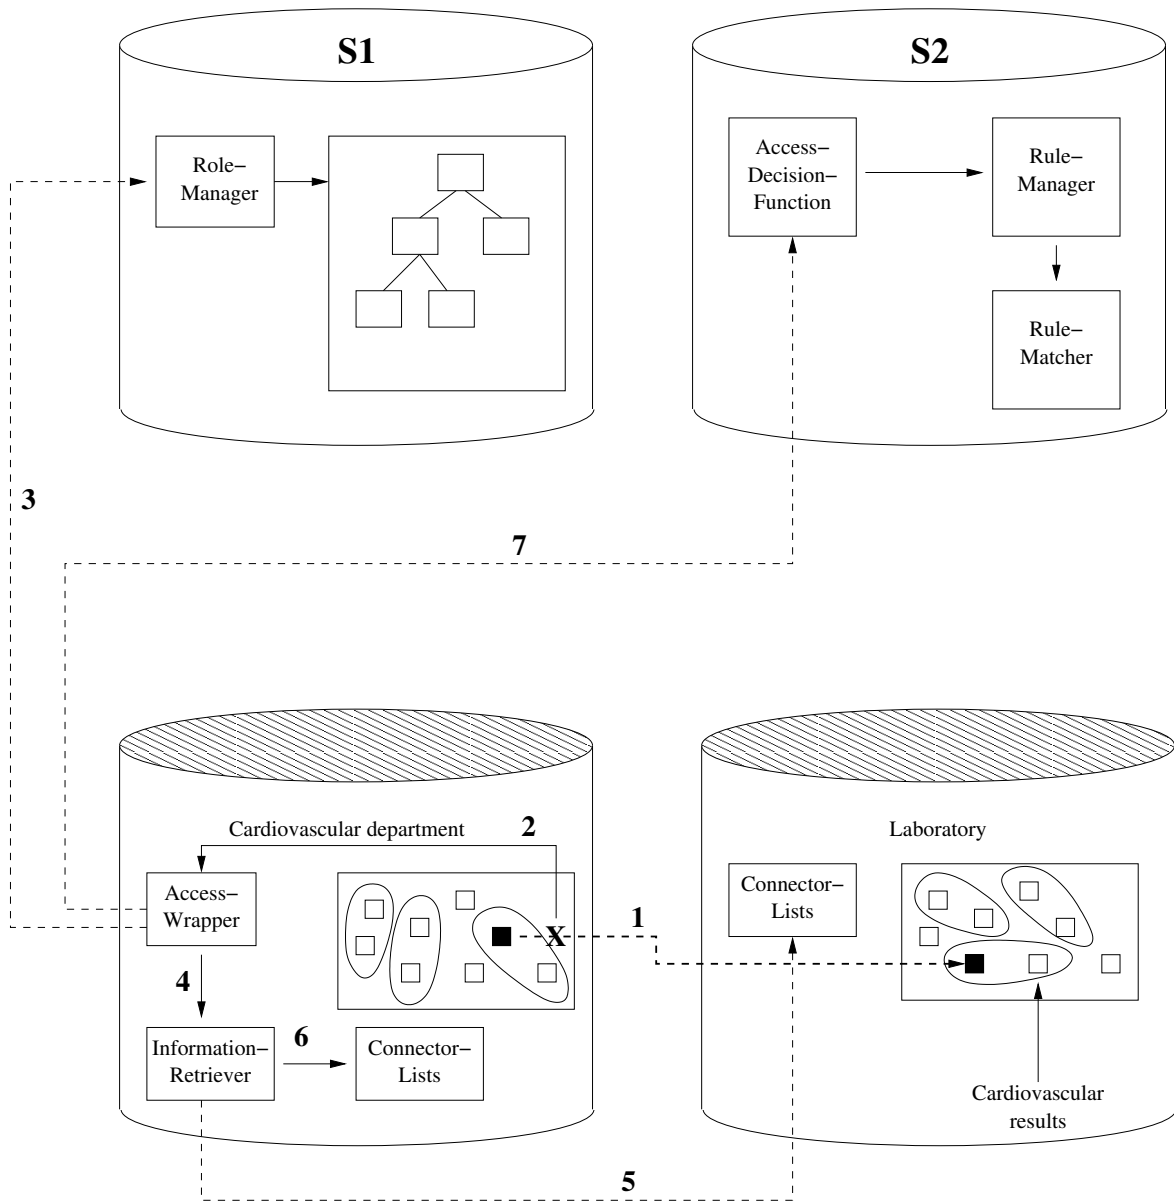 S1
S2
Role–
Manager
Access–
Decision–
Function
Rule–
Manager
Rule–
Matcher
3
7
Cardiovascular department
2
Laboratory
Access–
Wrapper
X
1
Connector–
Lists
4
Information–
Retriever
6
Connector–
Lists
Cardiovascular
results
5